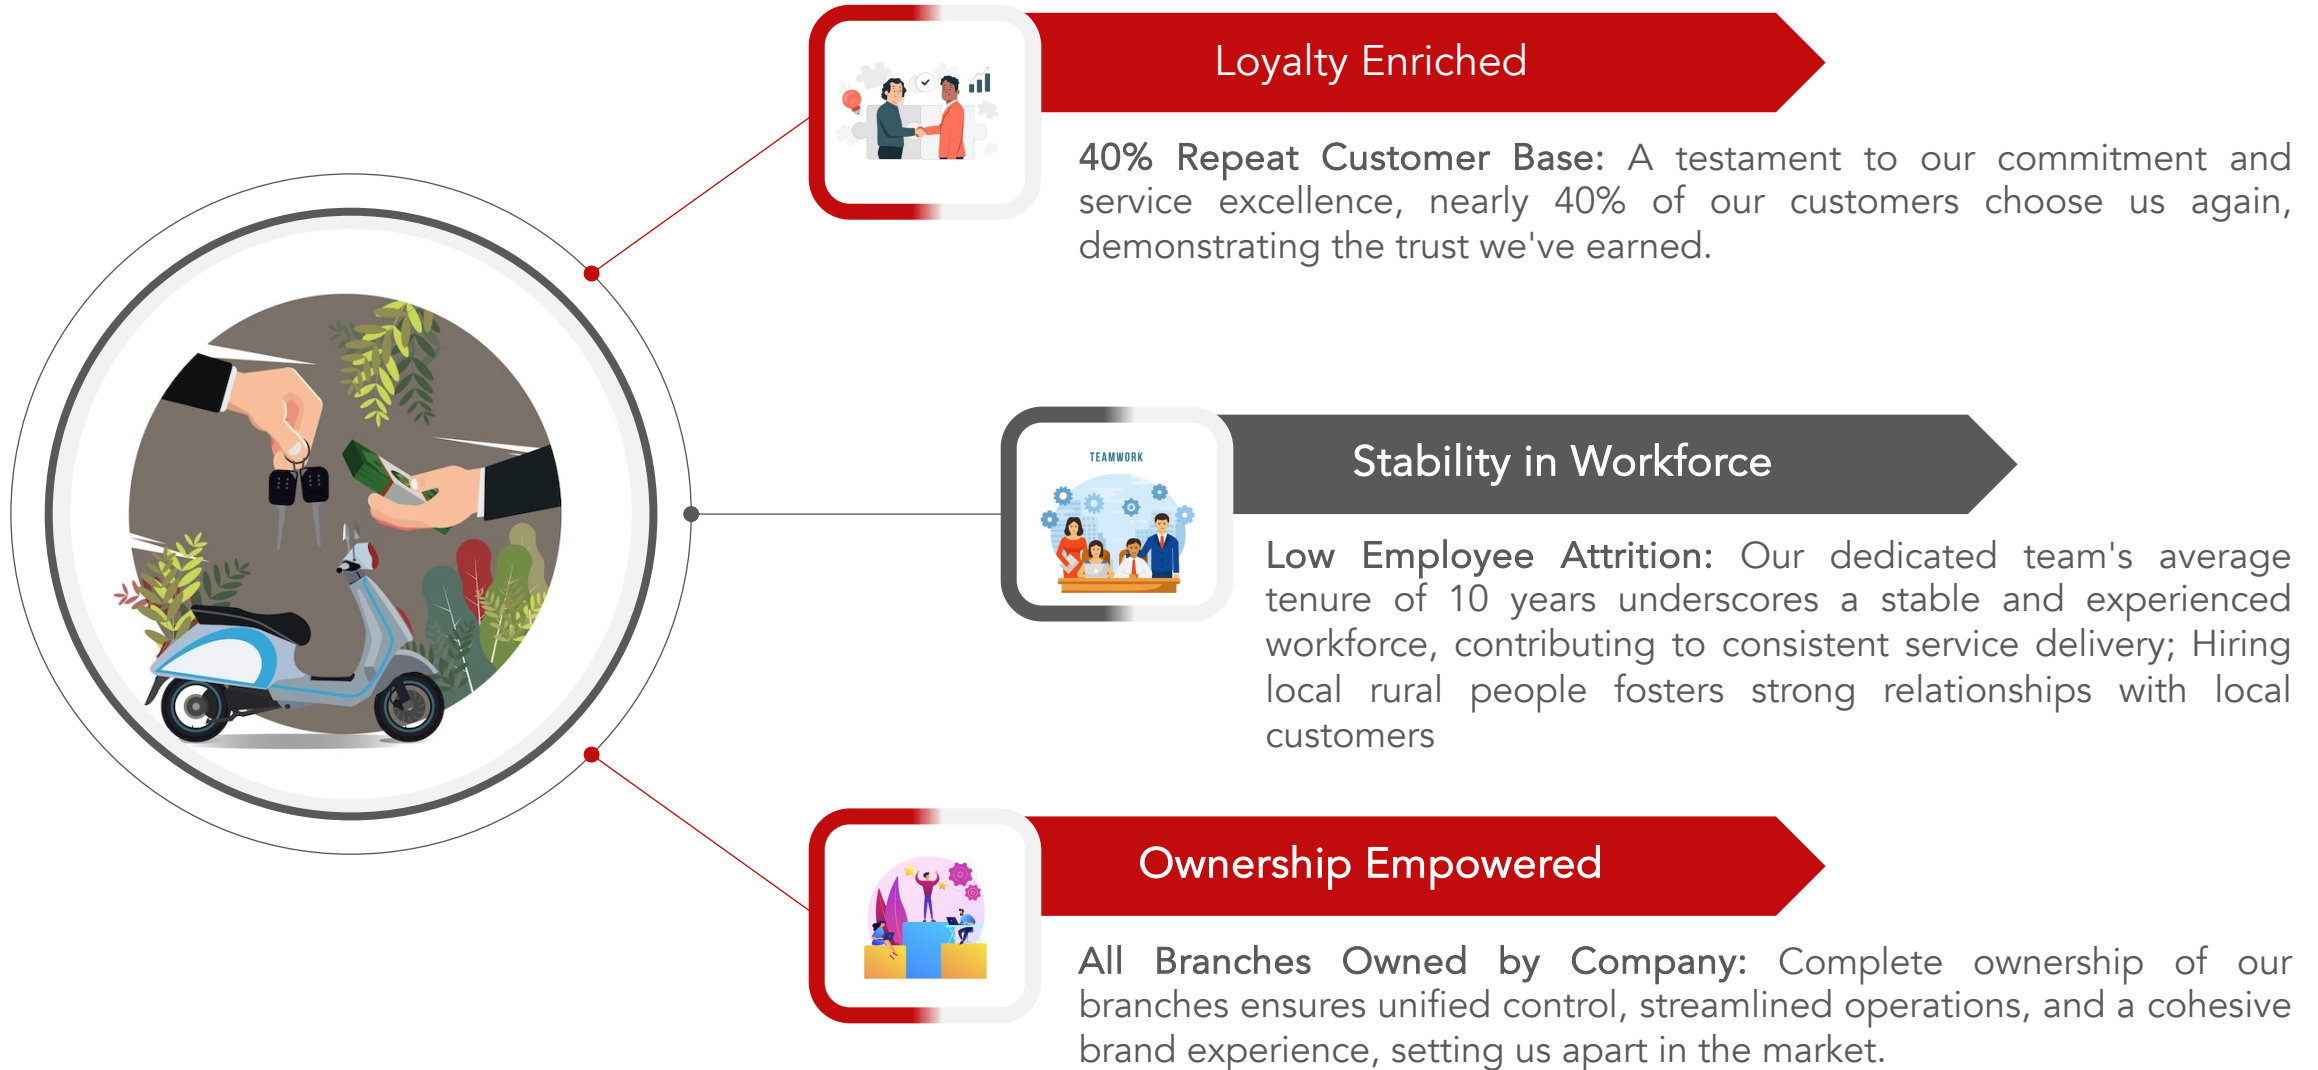 Loyalty Enriched
40% Repeat Customer Base: A testament to our commitment and
service excellence, nearly 40% of our customers choose us again,
demonstrating the trust we've earned.
TEAMWORK
Stability in Workforce
Low Employee Attrition: Our dedicated team's average
tenure of 10 years underscores a stable and experienced
workforce, contributing to consistent service delivery; Hiring
local rural people fosters strong relationships with local
customers
Ownership Empowered
All Branches Owned by Company: Complete ownership of our
branches ensures unified control, streamlined operations, and a cohesive
brand experience, setting us apart in the market.